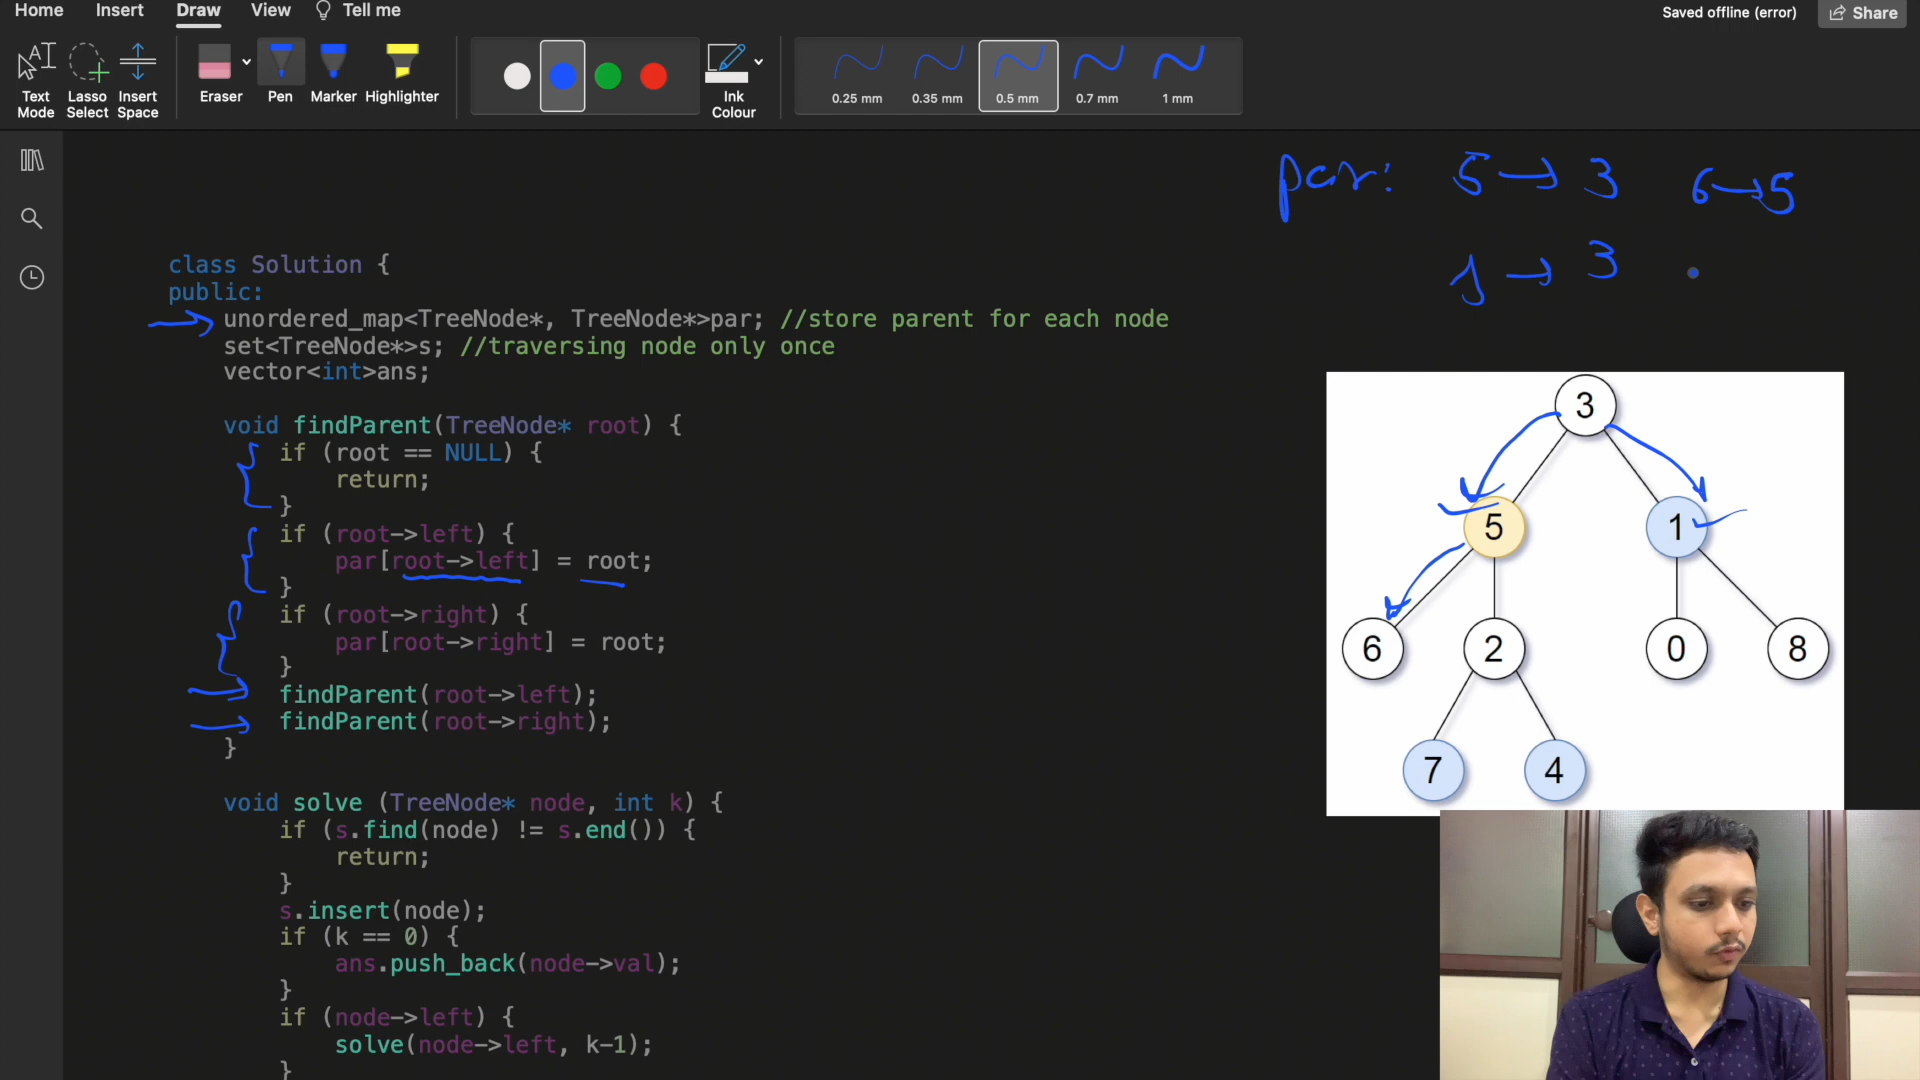 Home Insert Draw View Tell me
Saved offline (error) Share
Text Mode Lasso Select Insert Space Eraser Pen Marker Highlighter Ink Colour 0.25 mm 0.35 mm 0.5 mm 0.7 mm 1 mm
par: 5 → 3 6 → 5
1 → 3
class Solution {
public:
unordered_map<TreeNode*, TreeNode*>par; //store parent for each node
set<TreeNode*>s; //traversing node only once
vector<int>ans;
void findParent(TreeNode* root) {
if (root == NULL) {
return;
}
if (root->left) {
par[root->left] = root;
}
if (root->right) {
par[root->right] = root;
}
findParent(root->left);
findParent(root->right);
}
void solve (TreeNode* node, int k) {
if (s.find(node) != s.end()) {
return;
}
s.insert(node);
if (k == 0) {
ans.push_back(node->val);
}
if (node->left) {
solve(node->left, k-1);
}
3
5 1
6 2 0 8
7 4